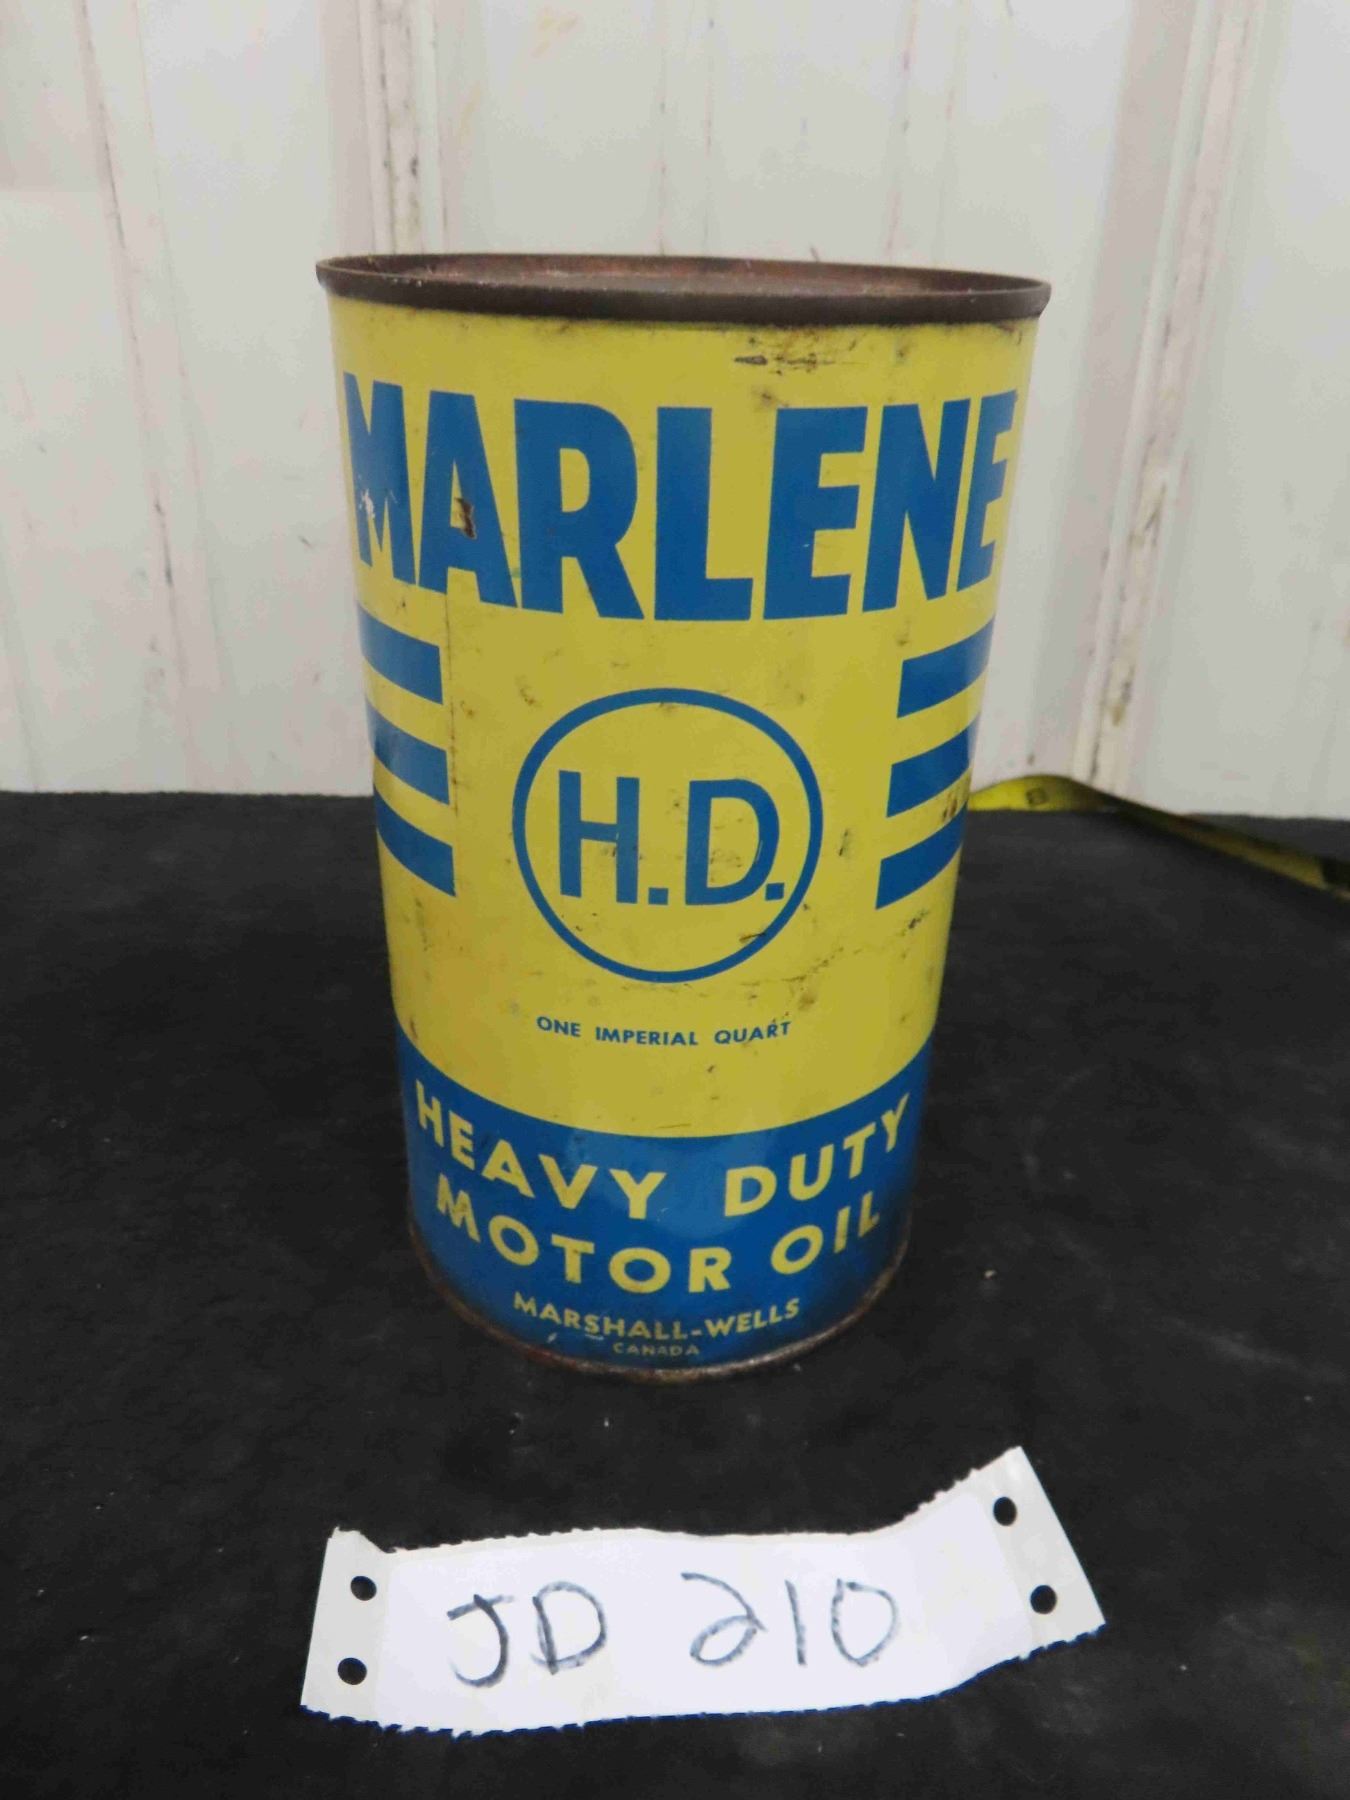 MARLENE
H.D.
ONE IMPERIAL QUART
HEAVY DUTY
MOTOR OIL
MARSHALL-WELLS
CANADA
JD 210